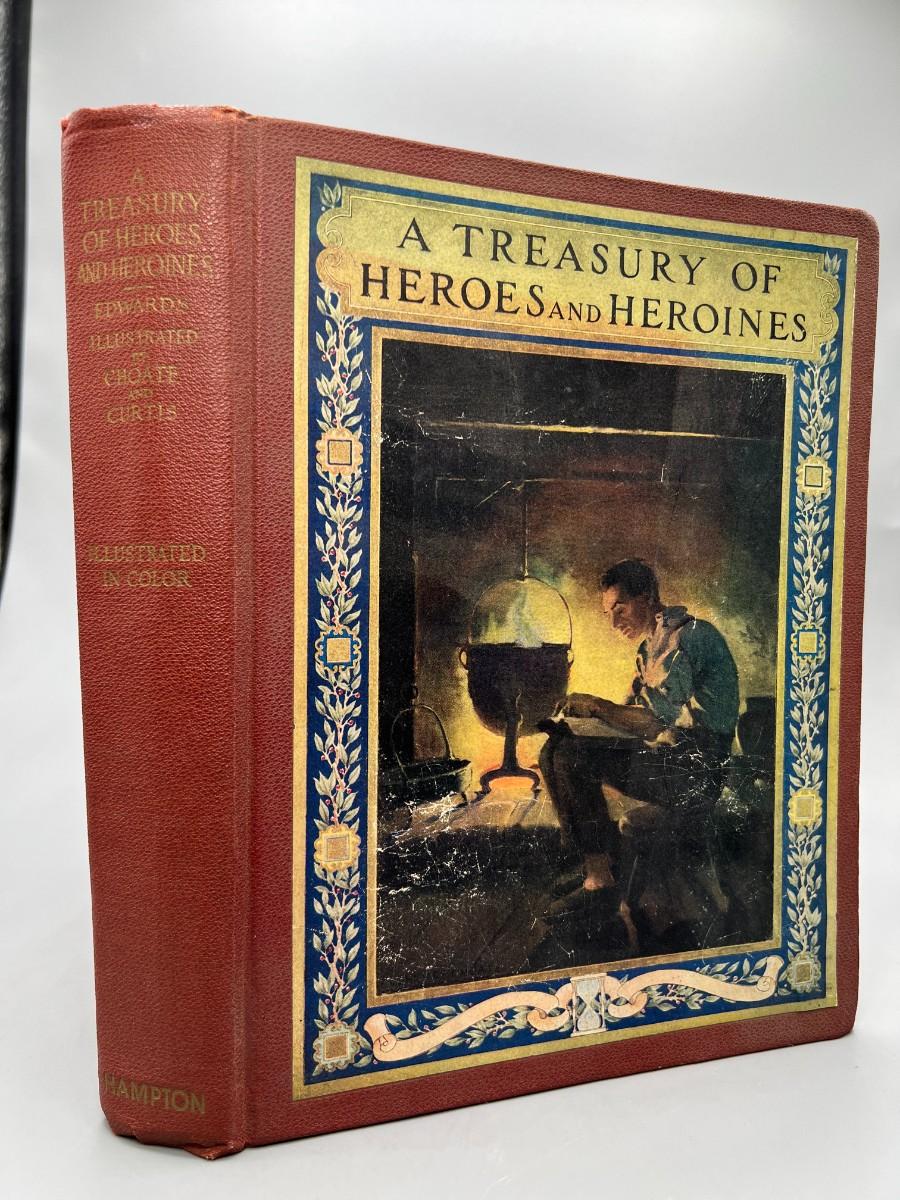 A
TREASURY
OF HEROES
AND HEROINES
EDWARDS
ILLUSTRATED
BY
CHOATE
AND
CURTIS
ILLUSTRATED
IN COLOR
HAMPTON
A TREASURY OF
HEROES AND HEROINES